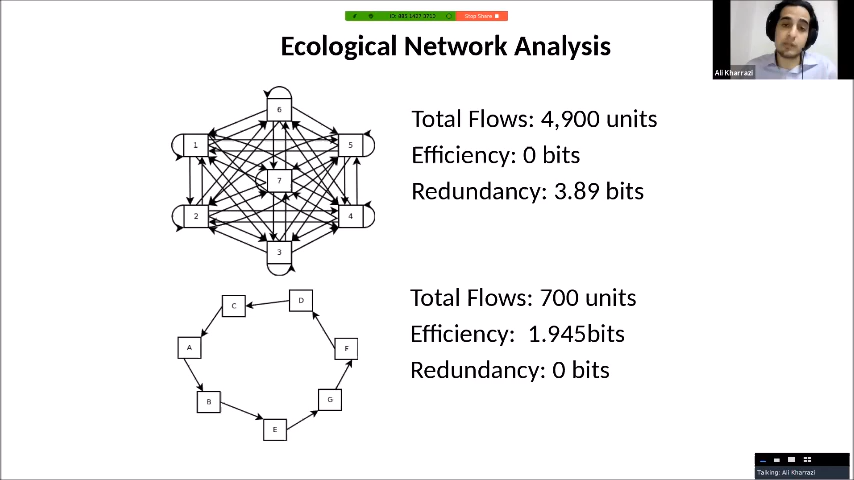 Stop Share
Ecological Network Analysis
Ali Kharrazi
6
1
5
7
2
4
3
Total Flows: 4,900 units
Efficiency: 0 bits
Redundancy: 3.89 bits
D
C
A
F
B
G
E
Total Flows: 700 units
Efficiency: 1.945bits
Redundancy: 0 bits
Talking: Ali Kharrazi